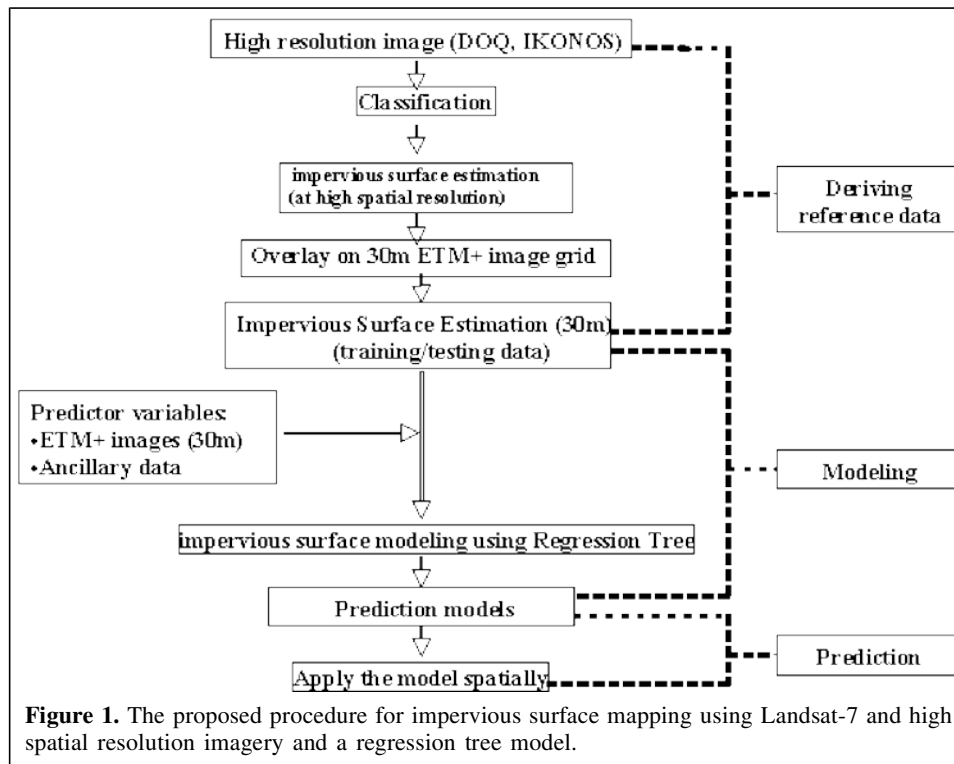 High resolution image (DOQ, IKONOS)
Classification
impervious surface estimation
(at high spatial resolution)
Deriving
reference data
Overlay on 30m ETM+ image grid
Impervious Surface Estimation (30m)
(training/testing data)
Predictor variables:
•ETM+ images (30m)
•Ancillary data
Modeling
impervious surface modeling using Regression Tree
Prediction models
Prediction
Apply the model spatially
Figure 1. The proposed procedure for impervious surface mapping using Landsat-7 and high
spatial resolution imagery and a regression tree model.